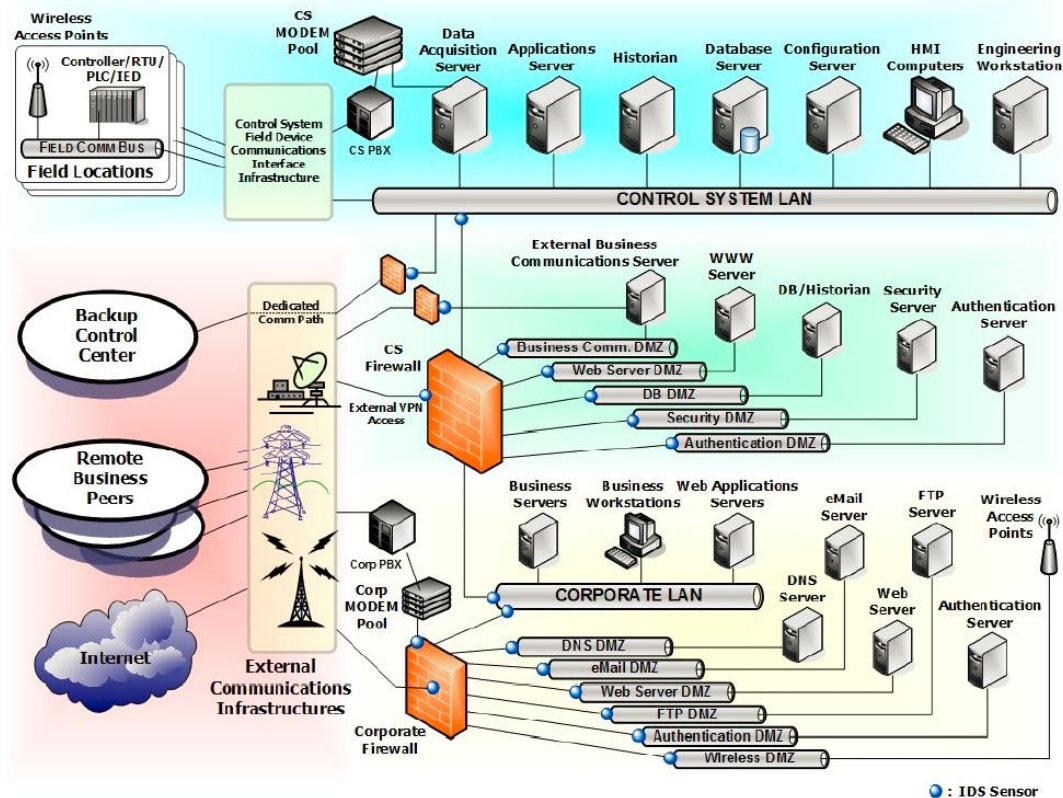 Wireless
Access Points
Controller/RTU/
PLC/IED
FIELD COMM BUS
Field Locations
CS
MODEM
Pool
CS PBX
Control System
Field Device
Communications
Interface
Infrastructure
Data
Acquisition
Server
Applications
Server
Historian
Database
Server
Configuration
Server
HMI
Computers
Engineering
Workstation
CONTROL SYSTEM LAN
External Business
Communications Server
WWW
Server
DB/Historian
Security
Server
Authentication
Server
Backup
Control
Center
Dedicated
Comm Path
CS
Firewall
External VPN
Access
Business Comm. DMZ
Web Server DMZ
DB DMZ
Security DMZ
Authentication DMZ
Remote
Business
Peers
Business
Servers
Business
Workstations
Web Applications
Servers
eMail
Server
FTP
Server
Wireless
Access
Points
Corp PBX
Corp
MODEM
Pool
CORPORATE LAN
DNS
Server
Web
Server
Authentication
Server
Internet
External
Communications
Infrastructures
Corporate
Firewall
DNS DMZ
eMail DMZ
Web Server DMZ
FTP DMZ
Authentication DMZ
Wireless DMZ
: IDS Sensor